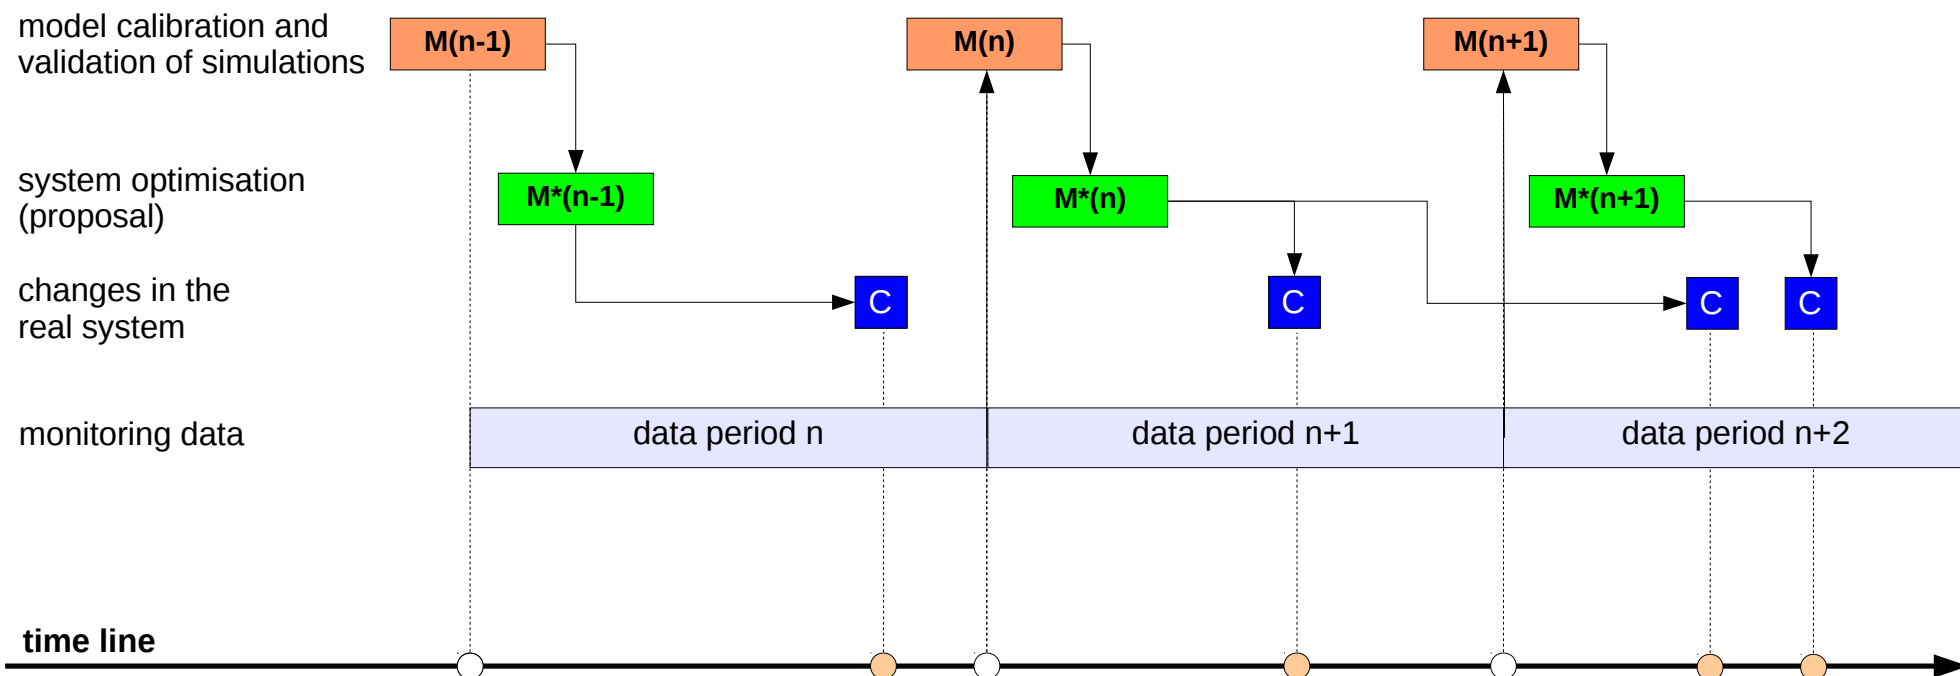 model calibration and
validation of simulations
M(n-1)
M(n)
M(n+1)
system optimisation
(proposal)
M*(n-1)
M*(n)
M*(n+1)
changes in the
real system
C
C
C
C
monitoring data
data period n
data period n+1
data period n+2
time line